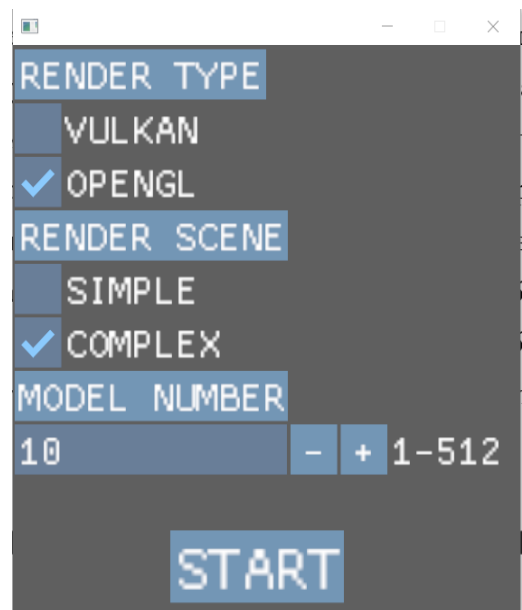 RENDER TYPE
VULKAN
OPENGL
RENDER SCENE
SIMPLE
COMPLEX
MODEL NUMBER
10 - + 1-512
START